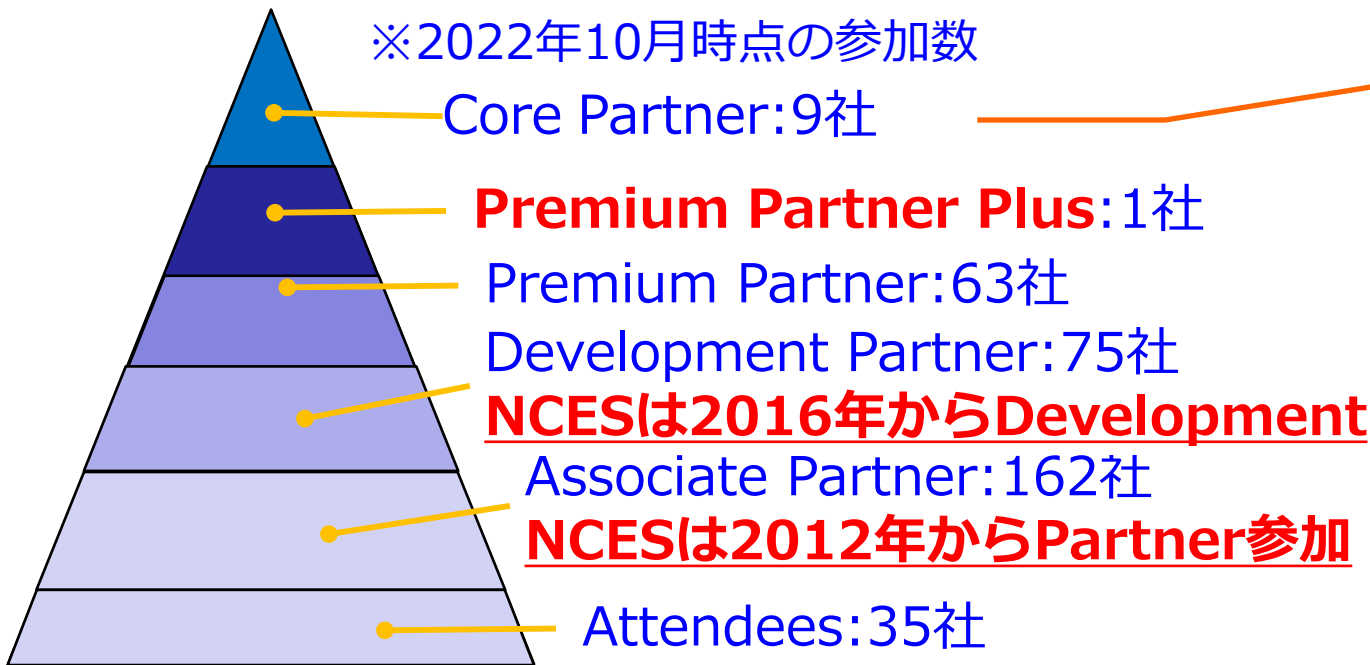 ※2022年10月時点の参加数
Core Partner:9社
Premium Partner Plus:1社
Premium Partner:63社
Development Partner:75社
NCESは2016年からDevelopment
Associate Partner:162社
NCESは2012年からPartner参加
Attendees:35社